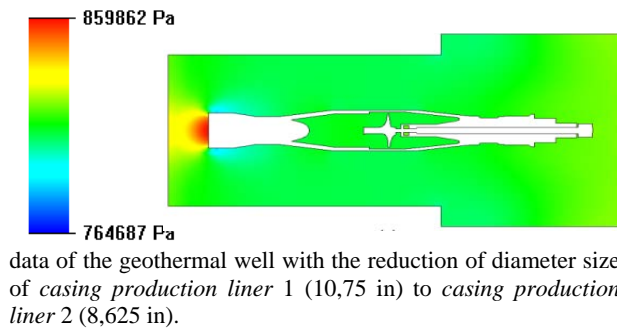 859862 Pa
764687 Pa
data of the geothermal well with the reduction of diameter size
of casing production liner 1 (10,75 in) to casing production
liner 2 (8,625 in).